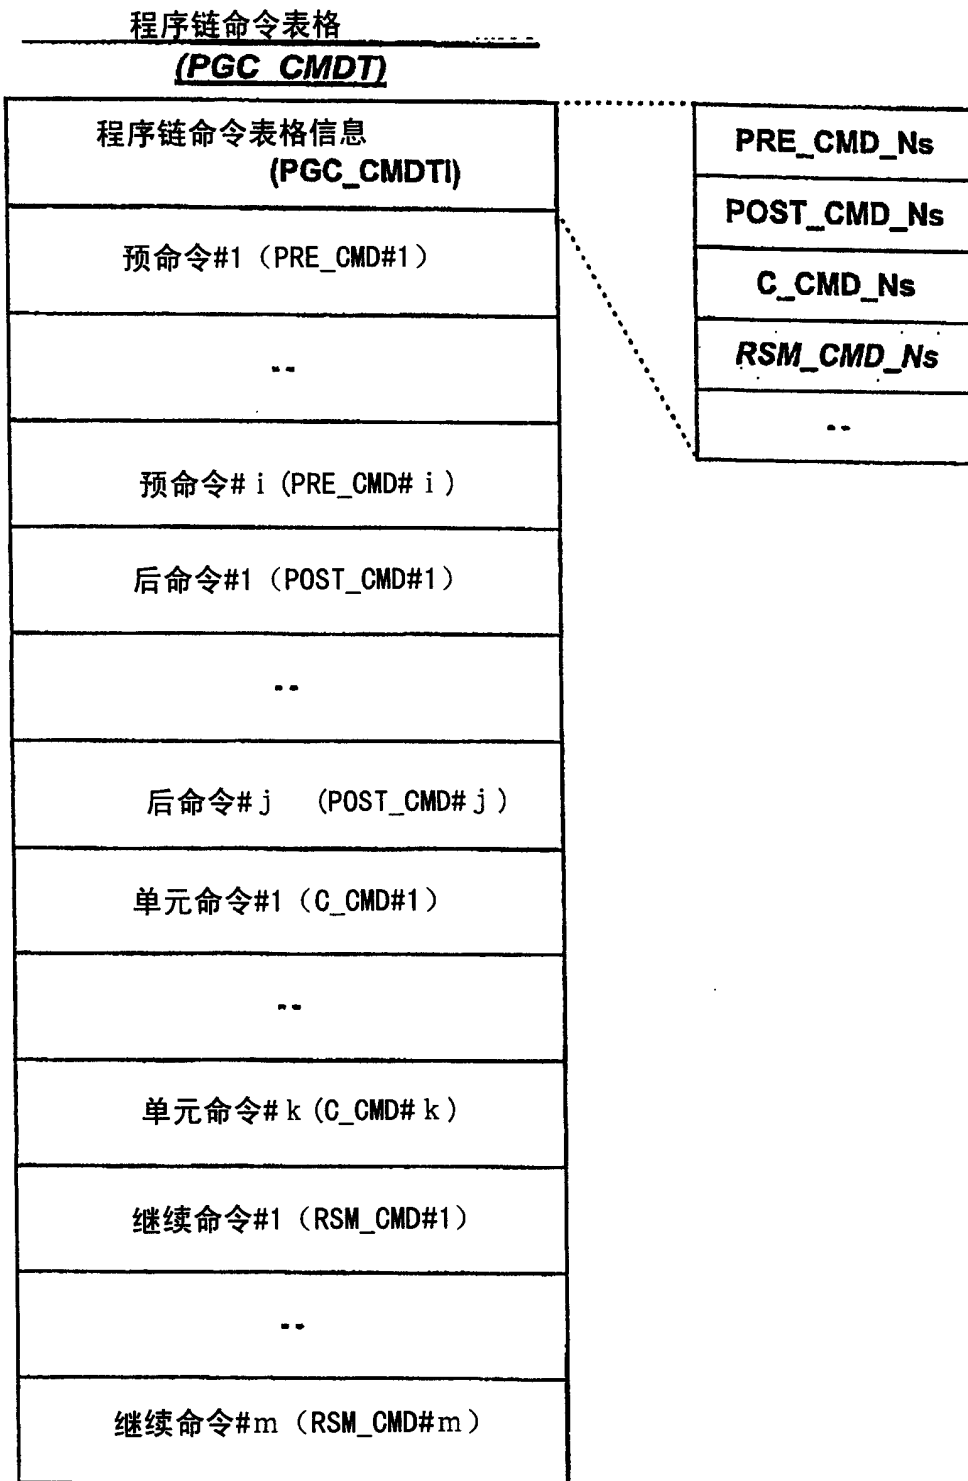 程序链命令表格
(PGC_CMDT)
程序链命令表格信息
(PGC_CMDTI)
预命令#1（PRE_CMD#1）
--
预命令#i(PRE_CMD#i)
后命令#1（POST_CMD#1）
--
后命令#j (POST_CMD#j)
单元命令#1（C_CMD#1）
--
单元命令#k(C_CMD#k)
继续命令#1（RSM_CMD#1）
--
继续命令#m（RSM_CMD#m）
PRE_CMD_Ns
POST_CMD_Ns
C_CMD_Ns
RSM_CMD_Ns
--